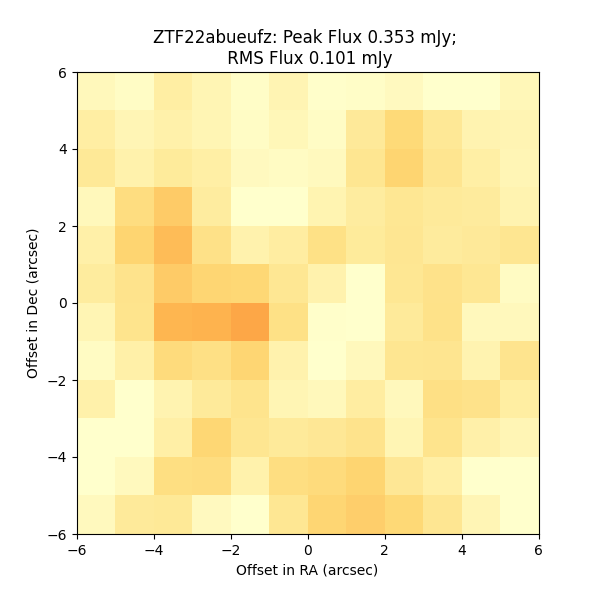 ZTF22abueufz: Peak Flux 0.353 mJy;
RMS Flux 0.101 mJy
6
4
2
0
−2
−4
−6
Offset in Dec (arcsec)
−6 −4 −2 0 2 4 6
Offset in RA (arcsec)